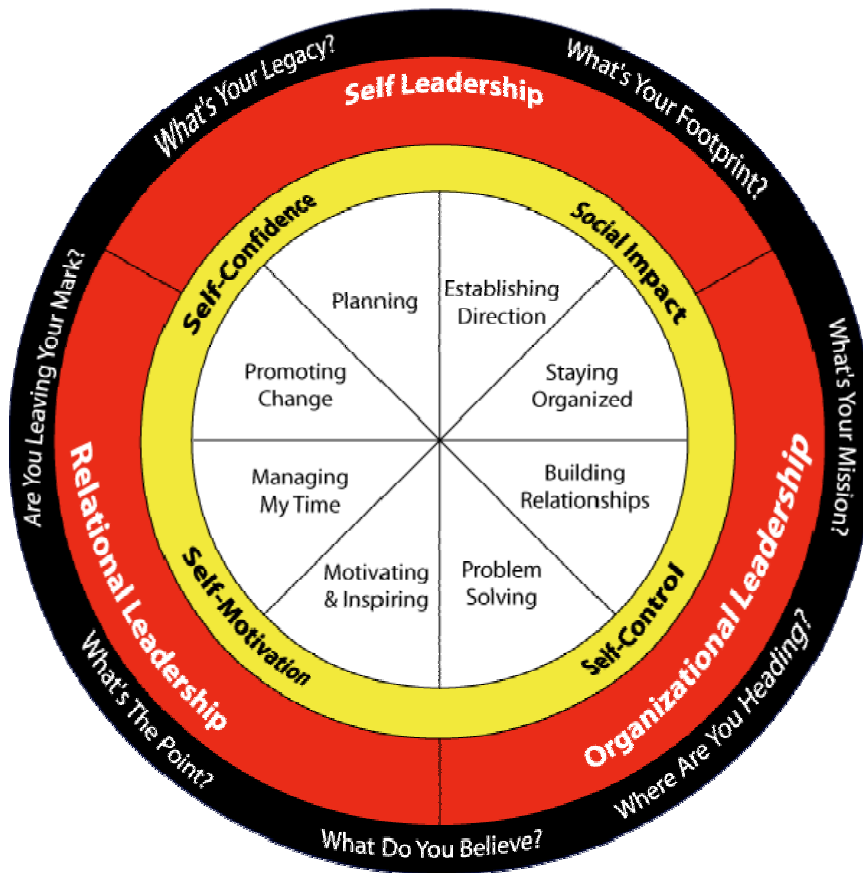 What's Your Legacy?
What's Your Footprint?
What's Your Mission?
Where Are You Heading?
What Do You Believe?
What's The Point?
Are You Leaving Your Mark?
Self Leadership
Organizational Leadership
Relational Leadership
Self-Confidence
Social Impact
Self-Control
Self-Motivation
Planning
Establishing
Direction
Staying
Organized
Building
Relationships
Problem
Solving
Motivating
& Inspiring
Managing
My Time
Promoting
Change